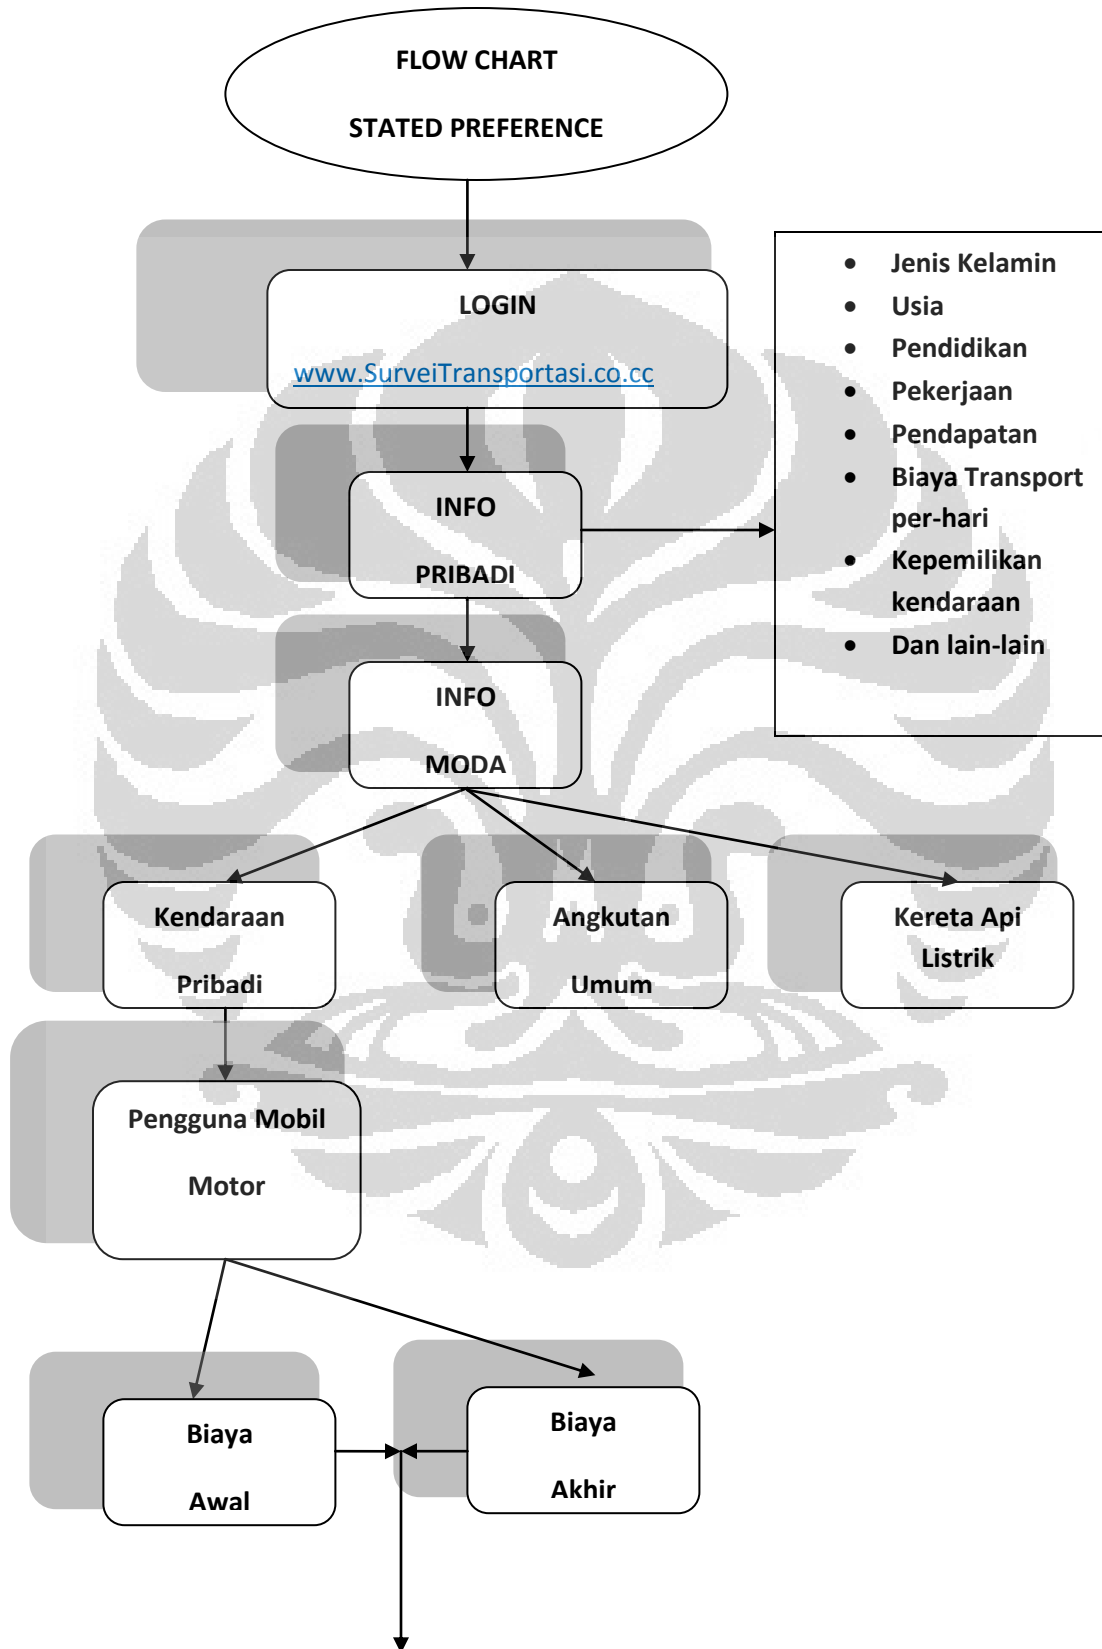 FLOW CHART
STATED PREFERENCE
LOGIN
www.SurveiTransportasi.co.cc
• Jenis Kelamin
• Usia
• Pendidikan
• Pekerjaan
• Pendapatan
• Biaya Transport
per-hari
• Kepemilikan
kendaraan
• Dan lain-lain
INFO
PRIBADI
INFO
MODA
Kendaraan
Pribadi
Angkutan
Umum
Kereta Api
Listrik
Pengguna Mobil
Motor
Biaya
Awal
Biaya
Akhir